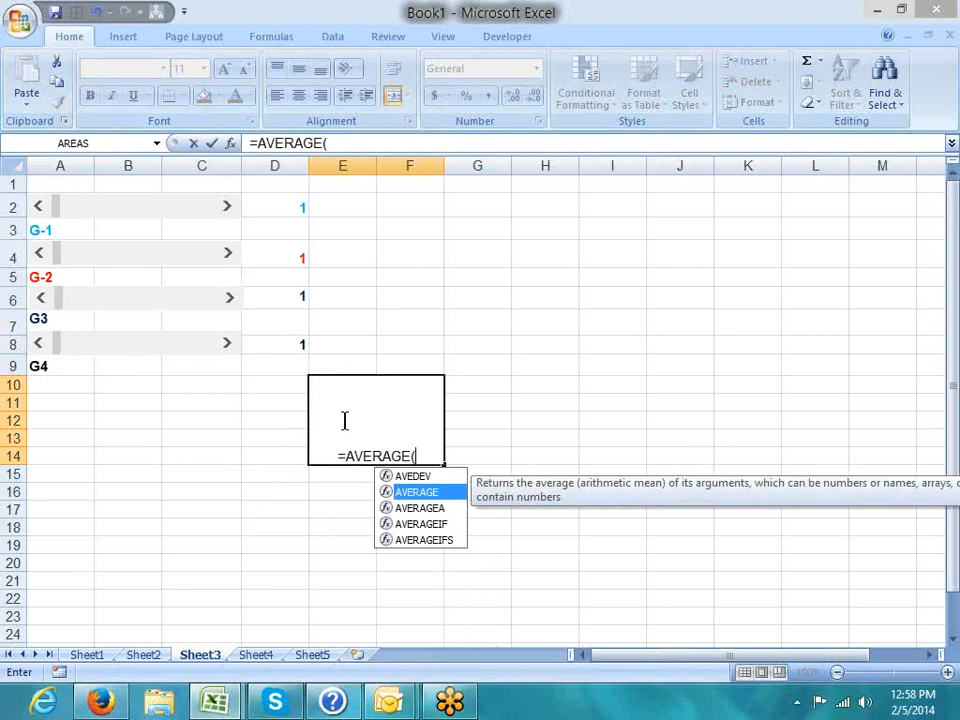 Book1 - Microsoft Excel
Home Insert Page Layout Formulas Data Review View Developer
Paste
11
General
Conditional Formatting
Format as Table
Cell Styles
Insert
Delete
Format
Sort & Filter
Find & Select
Clipboard Font Alignment Number Styles Cells Editing
AREAS =AVERAGE(
A B C D E F G H I J K L M
1
2 1
3 G-1
4 1
5 G-2
6 1
7 G3
8 1
9 G4
10
11
12
13
14 =AVERAGE(
AVEDEV
AVERAGE
AVERAGEA
AVERAGEIF
AVERAGEIFS
Returns the average (arithmetic mean) of its arguments, which can be numbers or names, arrays,
contain numbers
15
16
17
18
19
20
21
22
23
24
Sheet1 Sheet2 Sheet3 Sheet4 Sheet5
Enter 100%
12:58 PM
2/5/2014